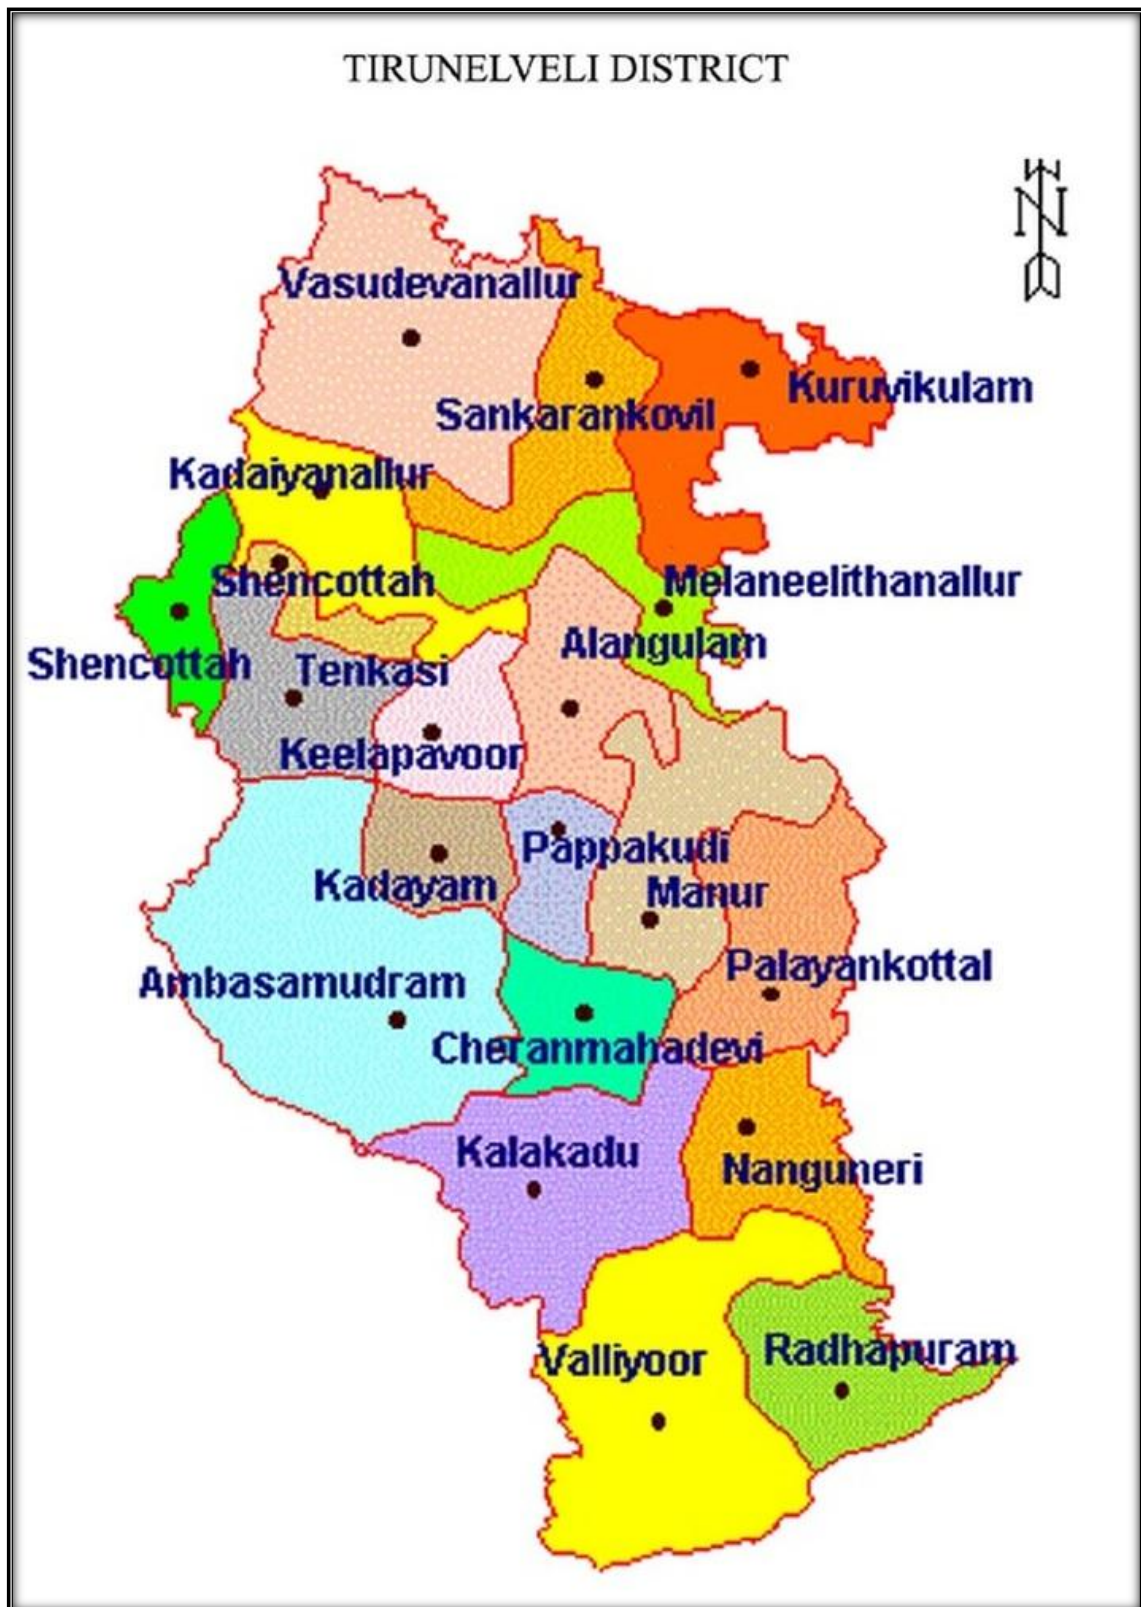 TIRUNELVELI DISTRICT
N
Vasudevanallur
Kuruvikulam
Sankarankovil
Kadaiyanallur
Shencottah
Melaneelithanallur
Alangulam
Shencottah
Tenkasi
Keelapavoor
Pappakudi
Kadayam
Manur
Palayankottal
Ambasamudram
Cheranmahadevi
Kalakadu
Nanguneri
Radhapuram
Valliyoor